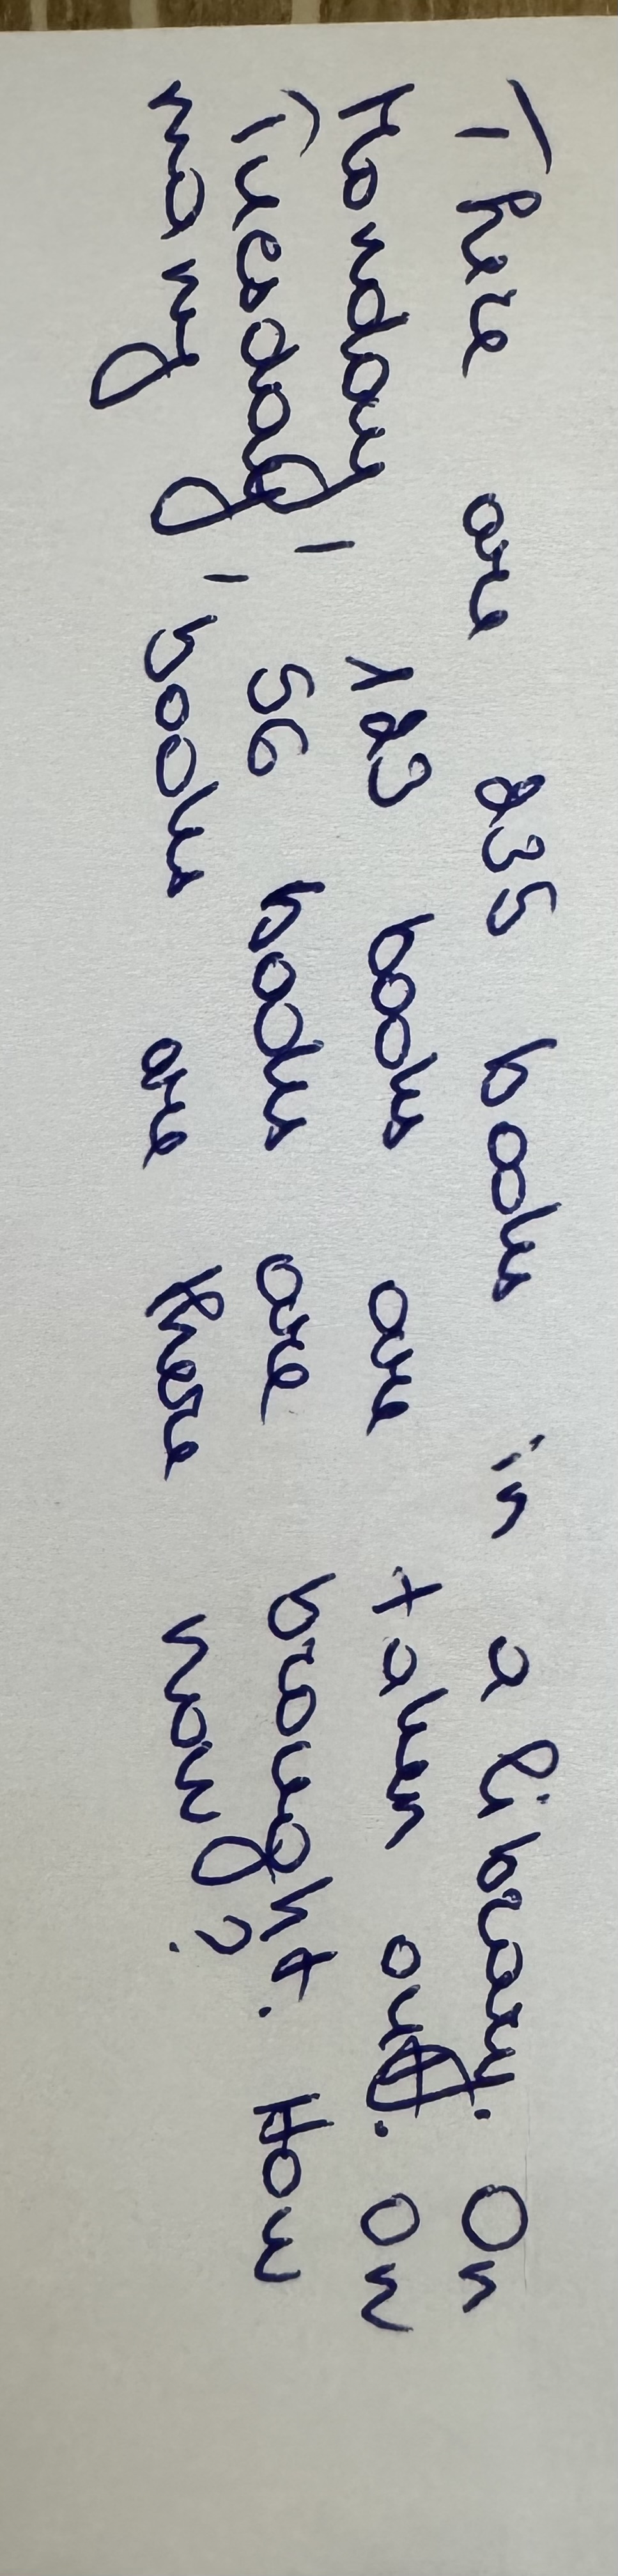 There are 235 books in a library. On
Monday, 123 books are taken out. On
Tuesday, 56 books are brought. How
many books are there now?